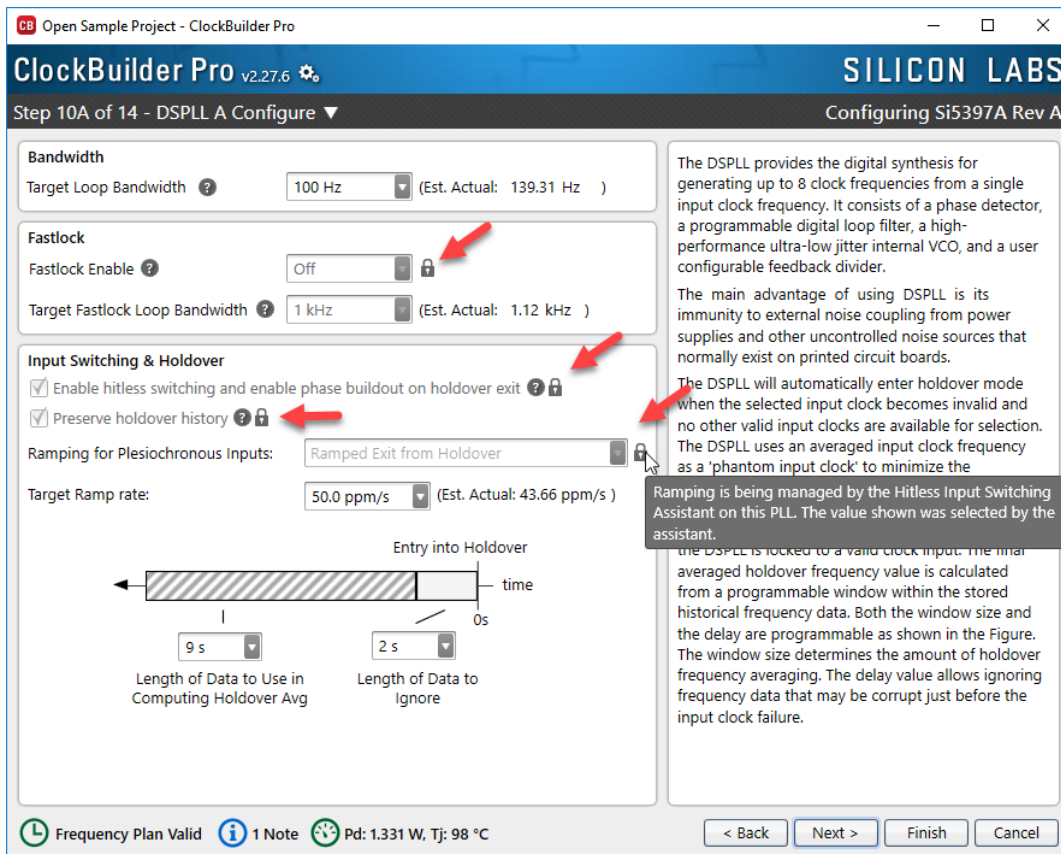 CB Open Sample Project - ClockBuilder Pro
ClockBuilder Pro v2.27.6
SILICON LABS
Step 10A of 14 - DSPLL A Configure ▼
Configuring Si5397A Rev A
Bandwidth
Target Loop Bandwidth ? 100 Hz (Est. Actual: 139.31 Hz )
Fastlock
Fastlock Enable ? Off
Target Fastlock Loop Bandwidth ? 1 kHz (Est. Actual: 1.12 kHz )
Input Switching & Holdover
Enable hitless switching and enable phase buildout on holdover exit ?
Preserve holdover history ?
Ramping for Plesiochronous Inputs: Ramped Exit from Holdover
Target Ramp rate: 50.0 ppm/s (Est. Actual: 43.66 ppm/s )
Entry into Holdover
time
0s
9 s 2 s
Length of Data to Use in
Computing Holdover Avg
Length of Data to
Ignore
The DSPLL provides the digital synthesis for
generating up to 8 clock frequencies from a single
input clock frequency. It consists of a phase detector,
a programmable digital loop filter, a high-
performance ultra-low jitter internal VCO, and a user
configurable feedback divider.
The main advantage of using DSPLL is its
immunity to external noise coupling from power
supplies and other uncontrolled noise sources that
normally exist on printed circuit boards.
The DSPLL will automatically enter holdover mode
when the selected input clock becomes invalid and
no other valid input clocks are available for selection.
The DSPLL uses an averaged input clock frequency
as a 'phantom input clock' to minimize the
Ramping is being managed by the Hitless Input Switching
Assistant on this PLL. The value shown was selected by the
assistant.
the DSPLL is locked to a valid clock input. The final
averaged holdover frequency value is calculated
from a programmable window within the stored
historical frequency data. Both the window size and
the delay are programmable as shown in the Figure.
The window size determines the amount of holdover
frequency averaging. The delay value allows ignoring
frequency data that may be corrupt just before the
input clock failure.
Frequency Plan Valid i 1 Note Pd: 1.331 W, Tj: 98 °C
< Back Next > Finish Cancel